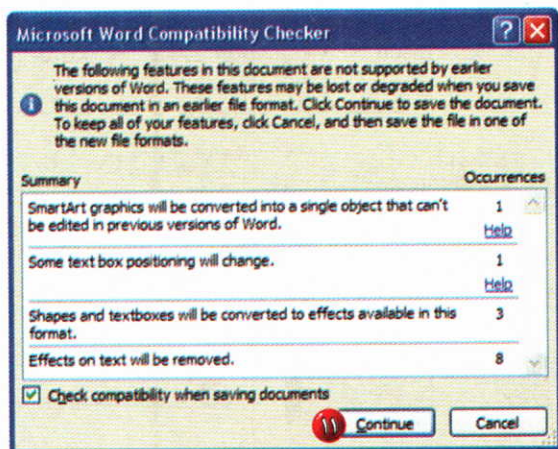 Microsoft Word Compatibility Checker
The following features in this document are not supported by earlier
versions of Word. These features may be lost or degraded when you save
this document in an earlier file format. Click Continue to save the document.
To keep all of your features, click Cancel, and then save the file in one of
the new file formats.
Summary Occurrences
SmartArt graphics will be converted into a single object that can't 1
be edited in previous versions of Word. Help
Some text box positioning will change. 1
Help
Shapes and textboxes will be converted to effects available in this 3
format.
Effects on text will be removed. 8
Check compatibility when saving documents
11 Continue Cancel